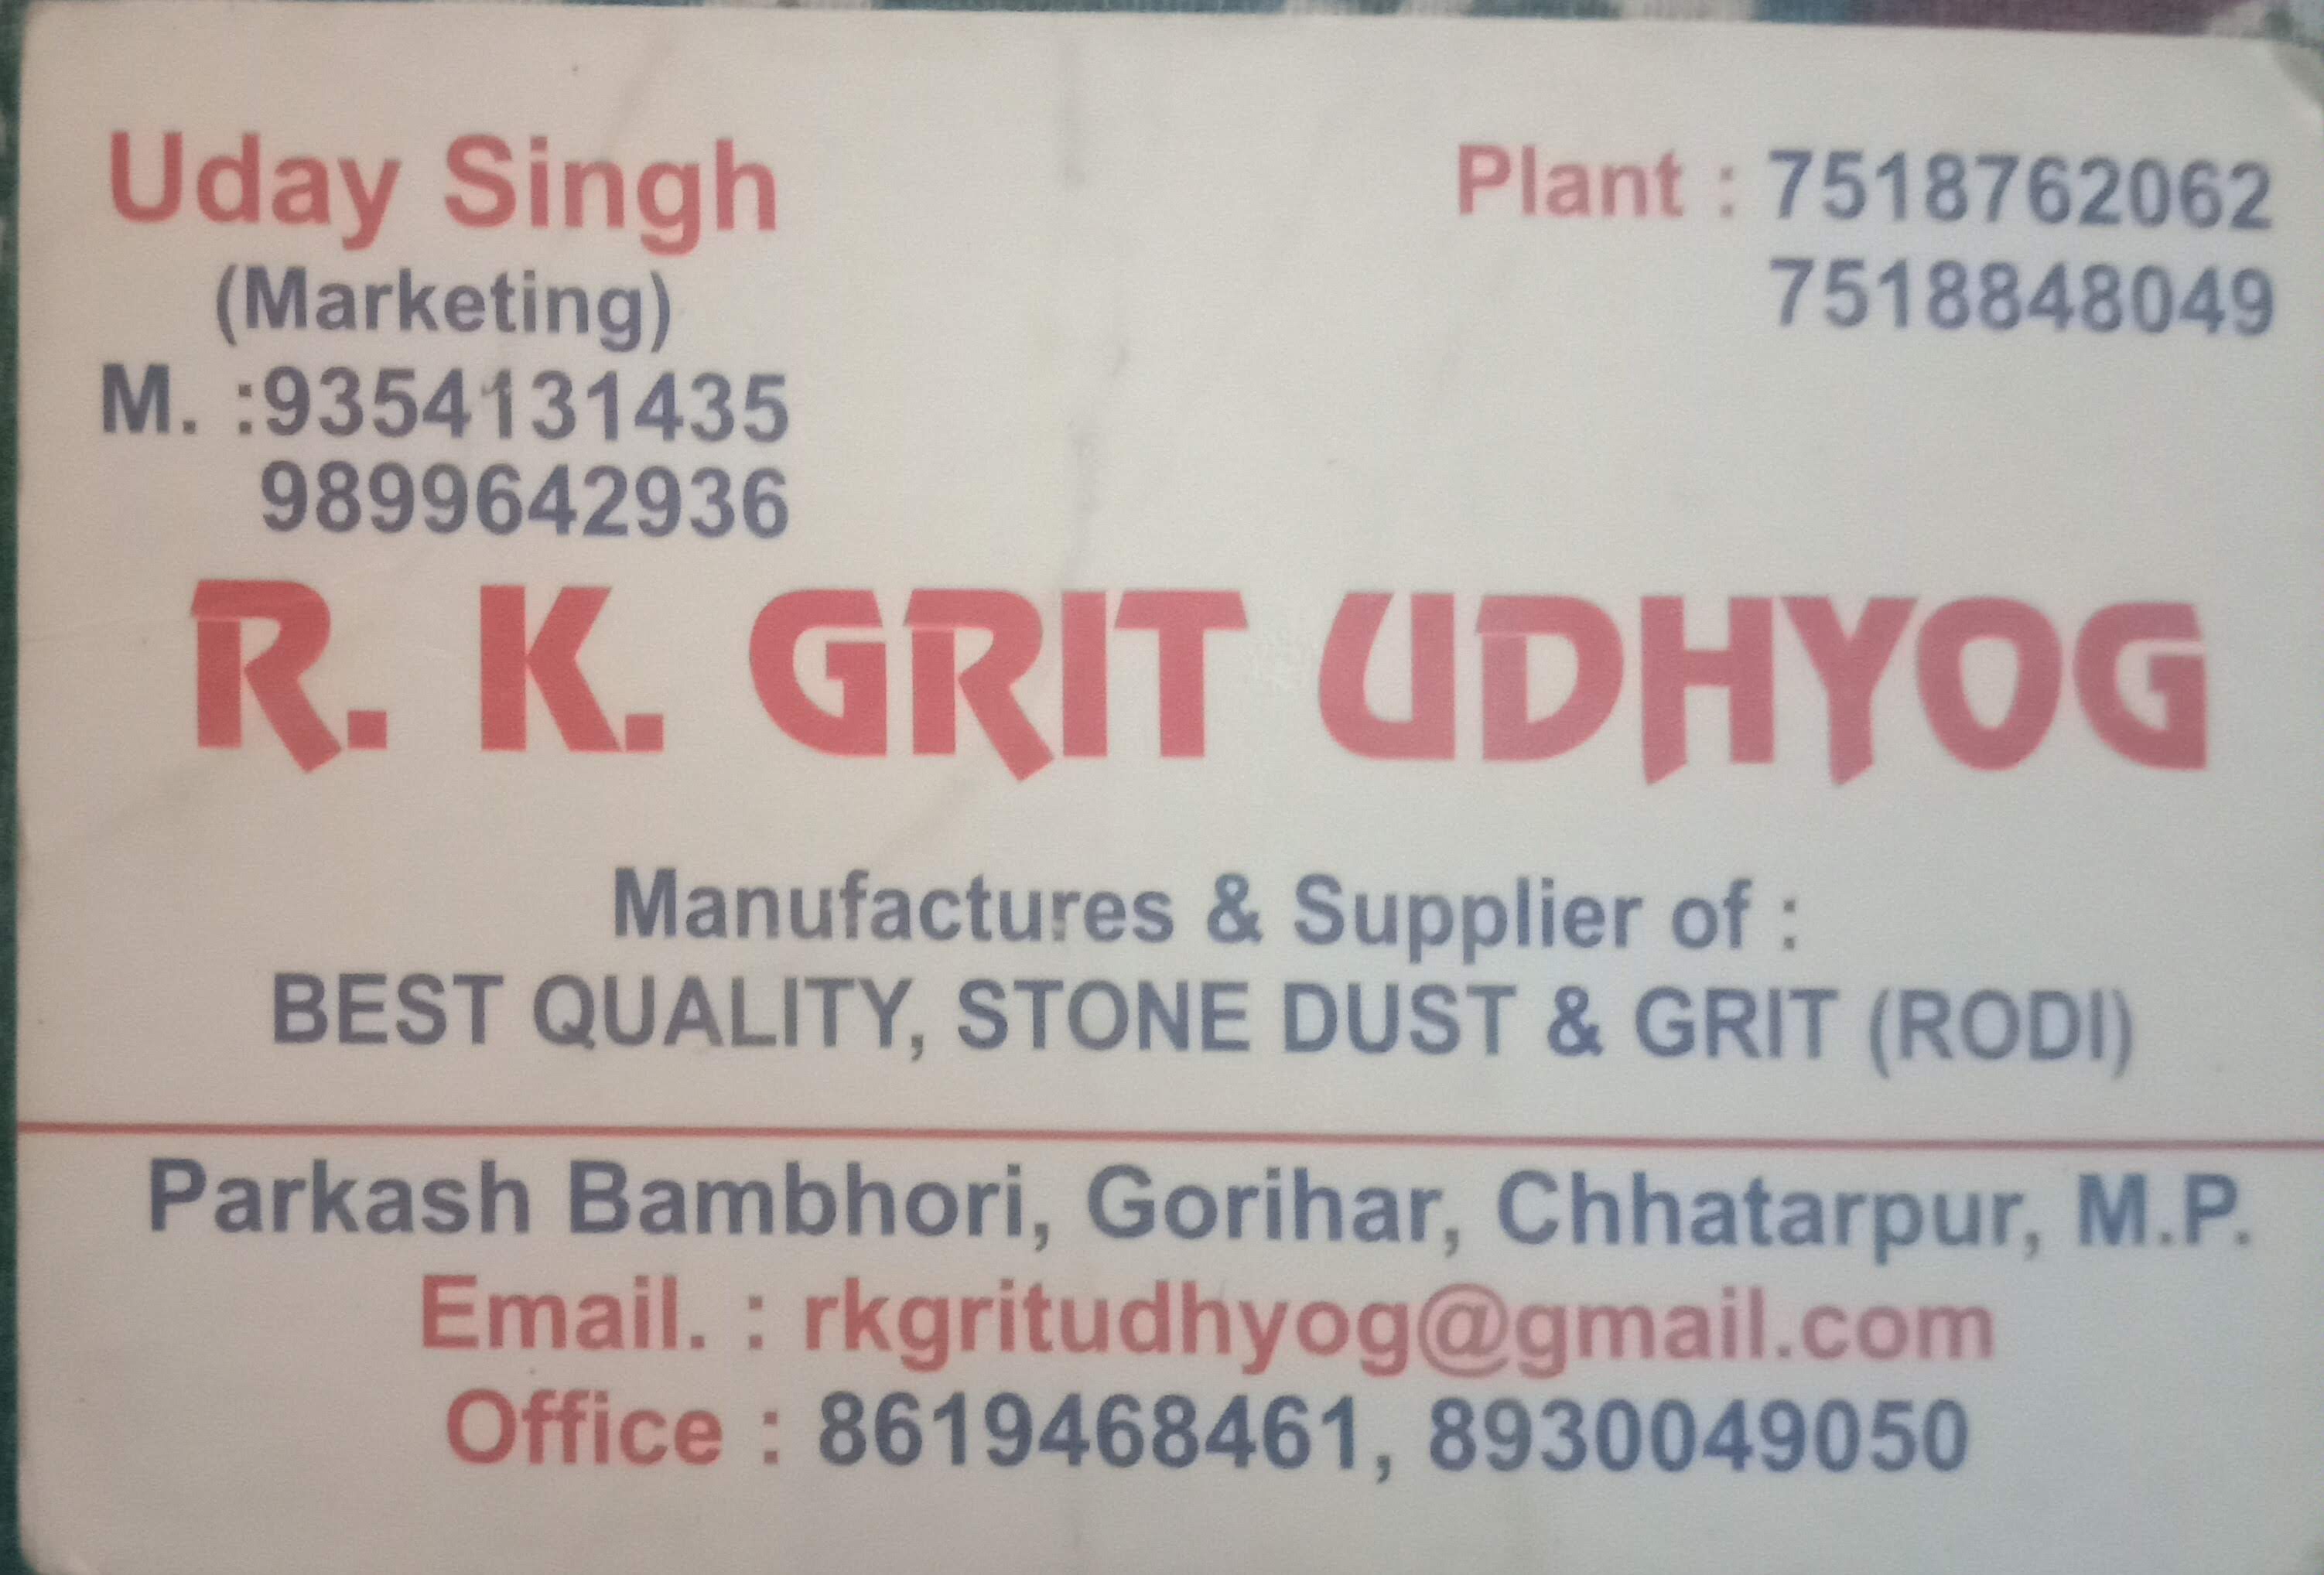 Uday Singh
(Marketing)
M. :9354131435
9899642936
Plant : 7518762062
7518848049
R. K. GRIT UDHYOG
Manufactures & Supplier of :
BEST QUALITY, STONE DUST & GRIT (RODI)
Parkash Bambhori, Gorihar, Chhatarpur, M.P.
Email. : rkgritudhyog@gmail.com
Office : 8619468461, 8930049050